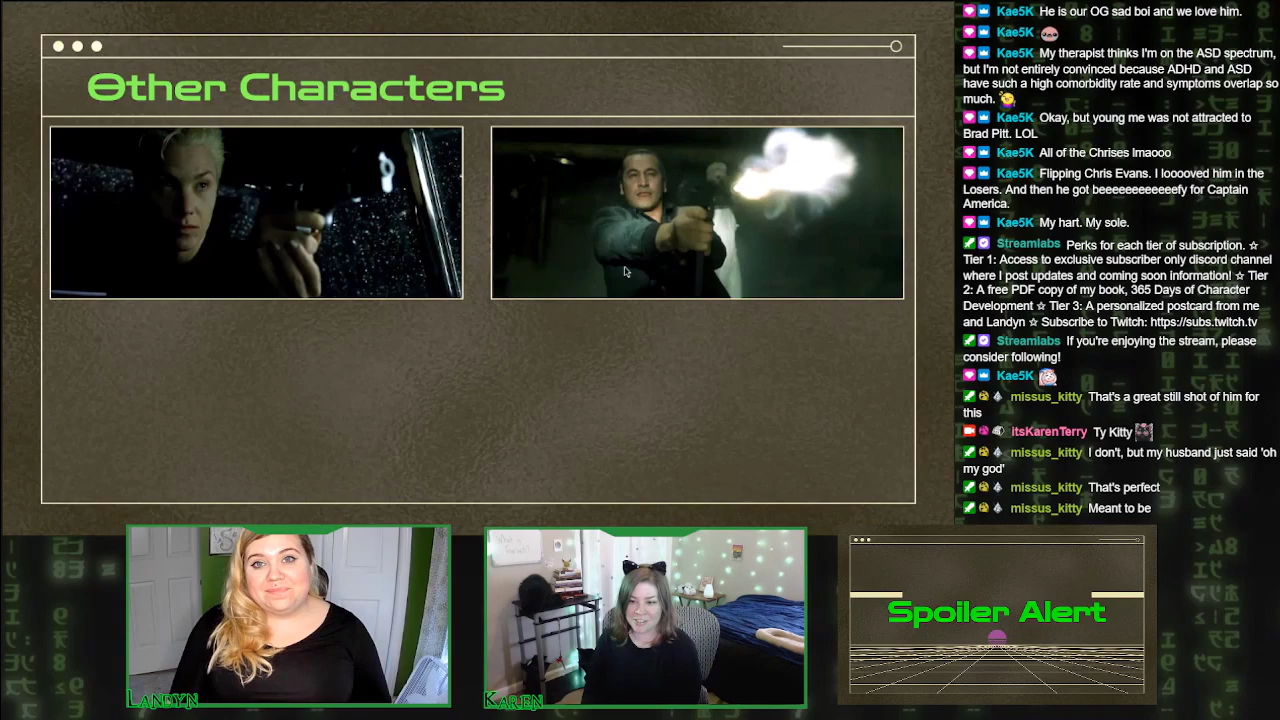 Other Characters
Kae5K He is our OG sad boi and we love him.
Kae5K
Kae5K My therapist thinks I'm on the ASD spectrum,
but I'm not entirely convinced because ADHD and ASD
have such a high comorbidity rate and symptoms overlap so
much.
Kae5K Okay, but young me was not attracted to
Brad Pitt. LOL
Kae5K All of the Chrises lmaooo
Kae5K Flipping Chris Evans. I looooved him in the
Losers. And then he got beeeeeeeeeeefy for Captain
America.
Kae5K My hart. My sole.
Streamlabs Perks for each tier of subscription. ☆
Tier 1: Access to exclusive subscriber only discord channel
where I post updates and coming soon information! ☆ Tier
2: A free PDF copy of my book, 365 Days of Character
Development ☆ Tier 3: A personalized postcard from me
and Landyn ☆ Subscribe to Twitch: https://subs.twitch.tv
Streamlabs If you're enjoying the stream, please
consider following!
Kae5K
missus_kitty That's a great still shot of him for
this
itsKarenTerry Ty Kitty
missus_kitty I don't, but my husband just said 'oh
my god'
missus_kitty That's perfect
missus_kitty Meant to be
Landyn
Karen
Spoiler Alert